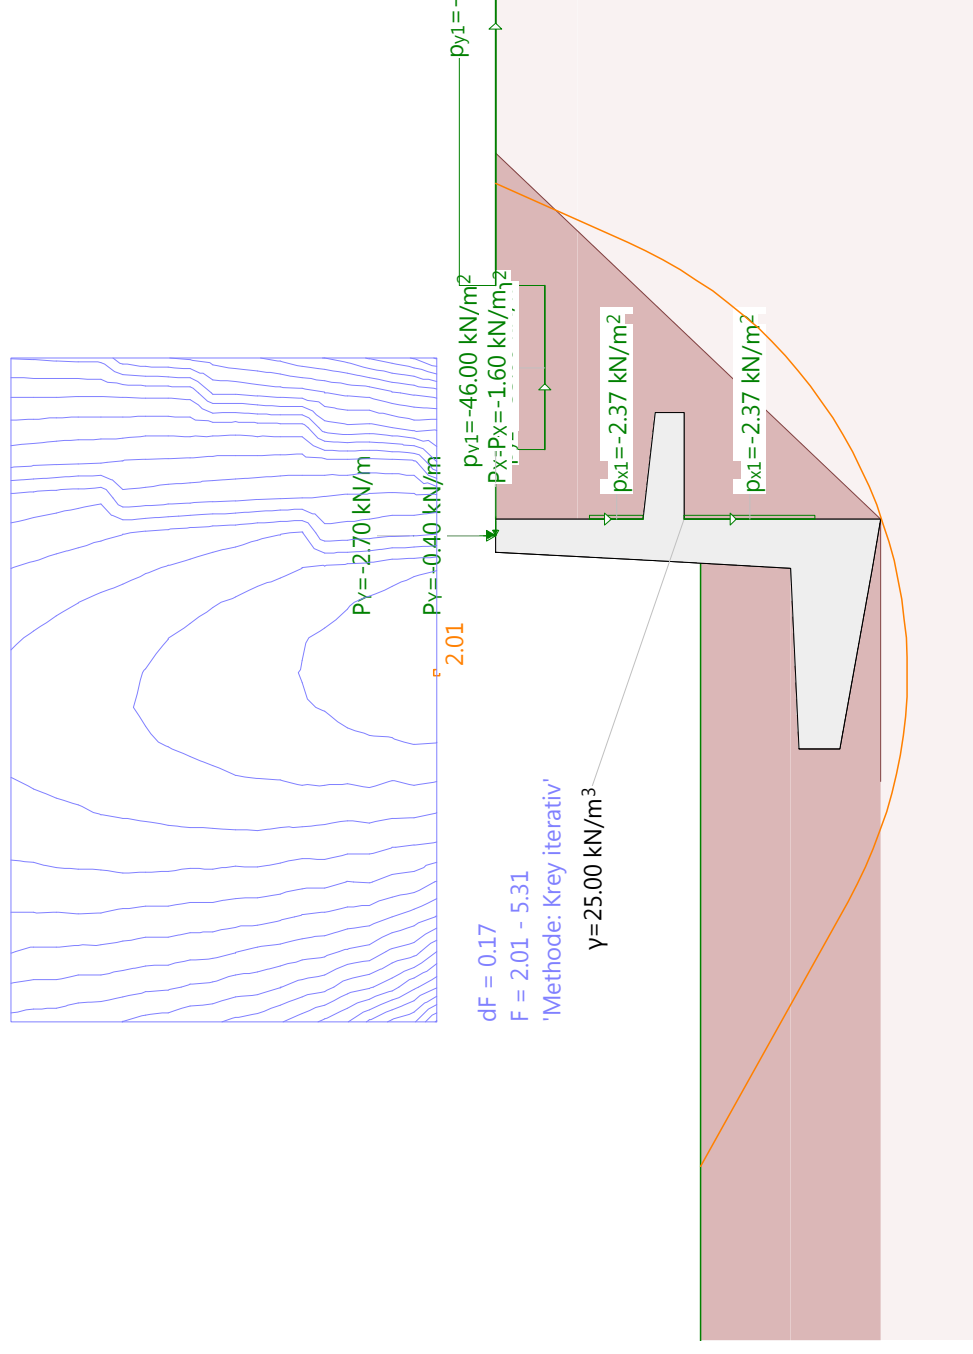 py1=-
pv1=-46.00 kN/m²
Px=-1.60 kN/m²
px1=-2.37 kN/m²
px1=-2.37 kN/m²
PY=-2.70 kN/m
PY=-0.40 kN/m
2.01
dF = 0.17
F = 2.01 - 5.31
'Methode: Krey iterativ'
γ=25.00 kN/m³